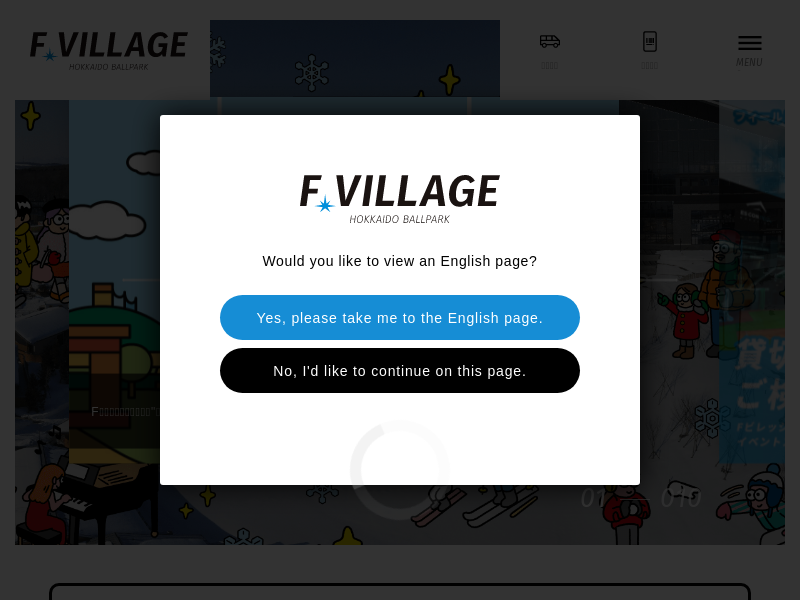 F VILLAGE
HOKKAIDO BALLPARK
MENU
F VILLAGE
HOKKAIDO BALLPARK
Would you like to view an English page?
Yes, please take me to the English page.
No, I'd like to continue on this page.
01
010